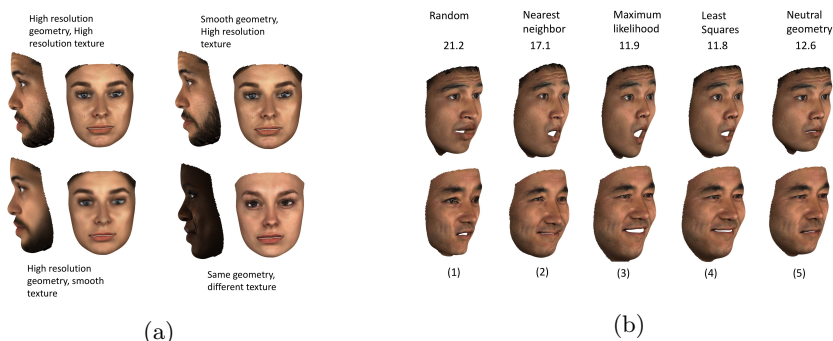 High resolution
geometry, High
resolution texture
Smooth geometry,
High resolution
texture
High resolution
geometry, smooth
texture
Same geometry,
different texture
(a)
Random
Nearest
neighbor
Maximum
likelihood
Least
Squares
Neutral
geometry
21.2
17.1
11.9
11.8
12.6
(1)
(2)
(3)
(4)
(5)
(b)